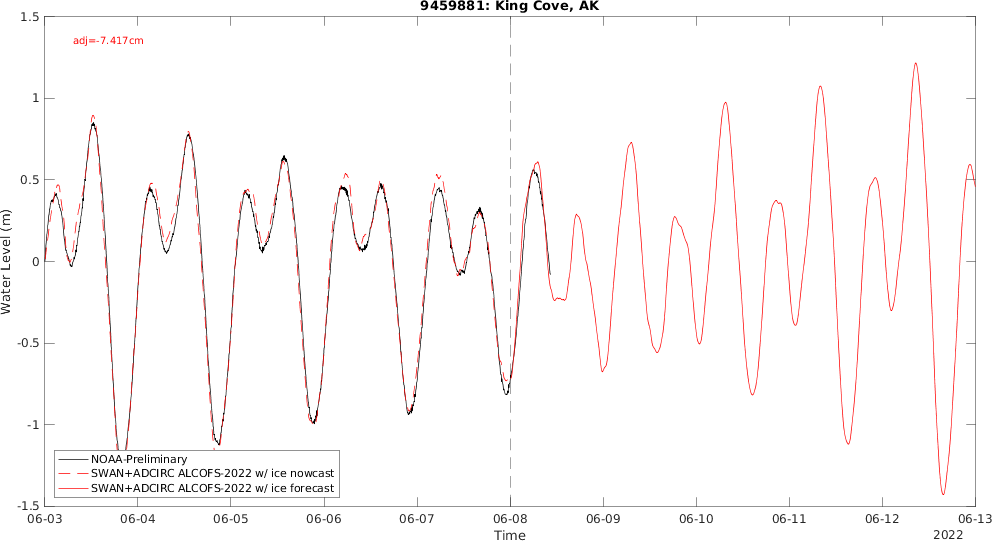 9459881: King Cove, AK
1.5
adj=-7.417cm
1
0.5
0
-0.5
-1
-1.5
Water Level (m)
NOAA-Preliminary
SWAN+ADCIRC ALCOFS-2022 w/ ice nowcast
SWAN+ADCIRC ALCOFS-2022 w/ ice forecast
06-03 06-04 06-05 06-06 06-07 06-08 06-09 06-10 06-11 06-12 06-13
Time
2022